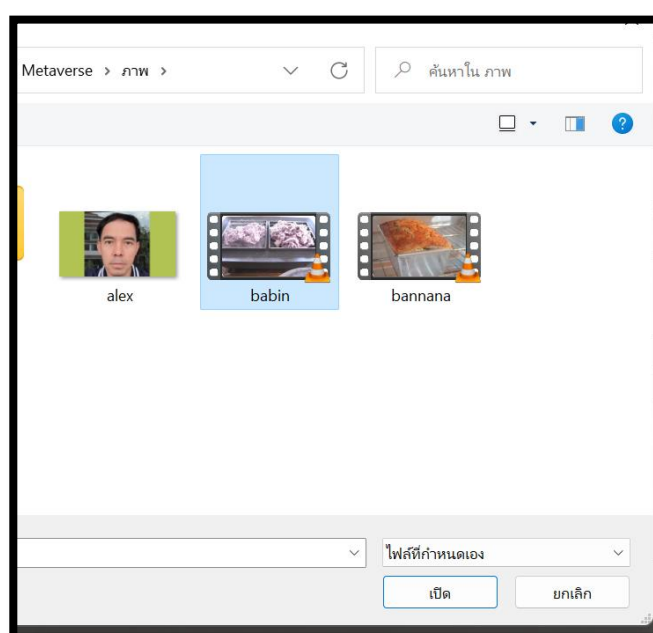 Metaverse > ภาพ >
ค้นหาใน ภาพ
?
alex
babin
bannana
ไฟล์ที่กำหนดเอง
เปิด
ยกเลิก